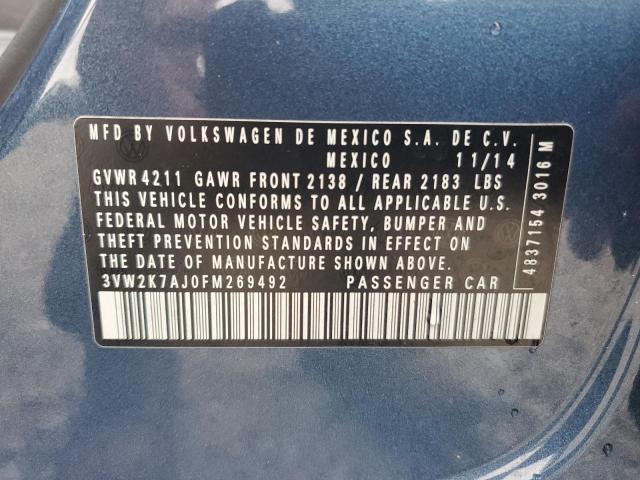 MFD BY VOLKSWAGEN DE MEXICO S.A. DE C.V.
MEXICO 11/14
GVWR 4211 GAWR FRONT 2138 / REAR 2183 LBS
THIS VEHICLE CONFORMS TO ALL APPLICABLE U.S.
FEDERAL MOTOR VEHICLE SAFETY, BUMPER AND
THEFT PREVENTION STANDARDS IN EFFECT ON
THE DATE OF MANUFACTURE SHOWN ABOVE.
3VW2K7AJ0FM269492 PASSENGER CAR
4837154 3016 M